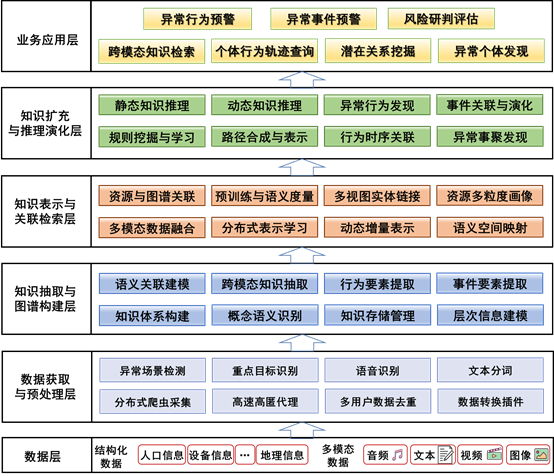 异常行为预警 异常事件预警 风险研判评估
业务应用层
跨模态知识检索 个体行为轨迹查询 潜在关系挖掘 异常个体发现
静态知识推理 动态知识推理 异常行为发现 事件关联与演化
知识扩充
与推理演化层
规则挖掘与学习 路径合成与表示 行为时序关联 异常事聚发现
资源与图谱关联 预训练与语义度量 多视图实体链接 资源多粒度画像
知识表示与
关联检索层
多模态数据融合 分布式表示学习 动态增量表示 语义空间映射
语义关联建模 跨模态知识抽取 行为要素提取 事件要素提取
知识抽取与
图谱构建层
知识体系构建 概念语义识别 知识存储管理 层次信息建模
异常场景检测 重点目标识别 语音识别 文本分词
数据获取
与预处理层
分布式爬虫采集 高速高匿代理 多用户数据去重 数据转换插件
数据层
结构化
数据
人口信息 设备信息 ... 地理信息
多模态
数据
音频 文本 视频 图像